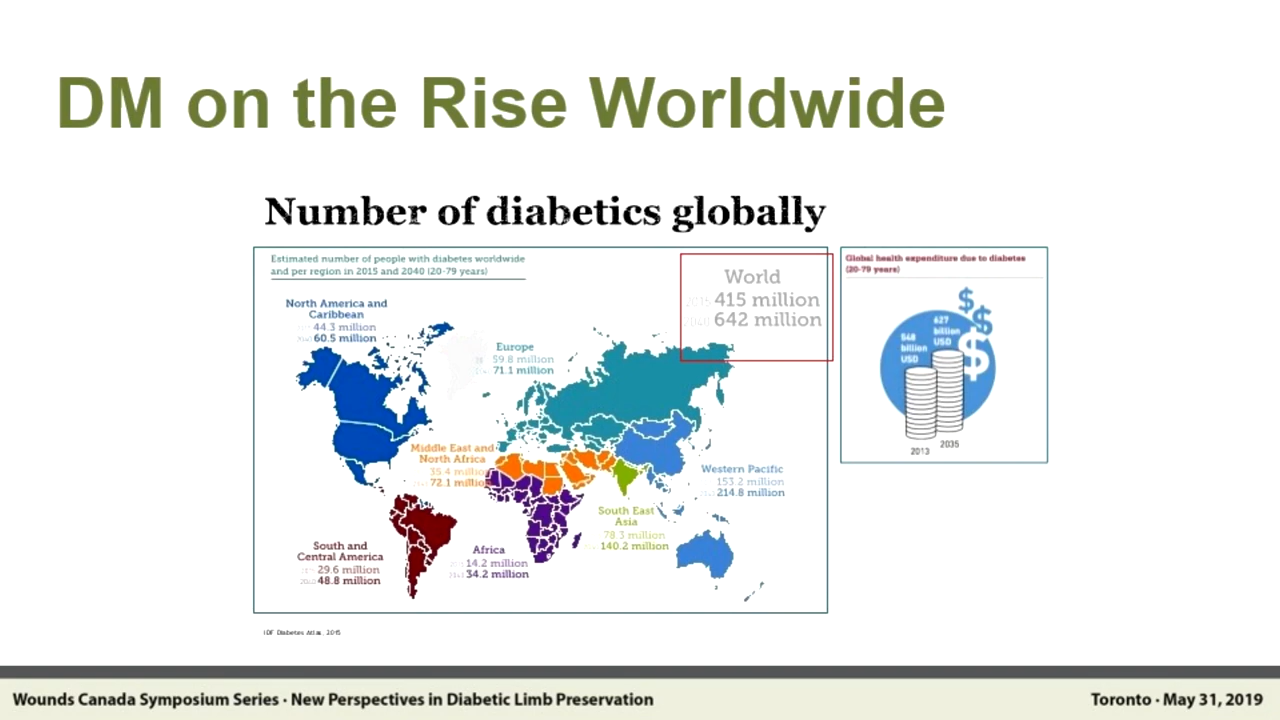 DM on the Rise Worldwide
Number of diabetics globally
Estimated number of people with diabetes worldwide
and per region in 2015 and 2040 (20-79 years)
World
2015 415 million
2040 642 million
North America and
Caribbean
44.3 million
2040 60.5 million
Europe
59.8 million
71.1 million
Middle East and
North Africa
35.4 million
72.1 million
Western Pacific
153.2 million
214.8 million
South East
Asia
78.3 million
140.2 million
South and
Central America
29.6 million
2040 48.8 million
Africa
14.2 million
34.2 million
Global health expenditure due to diabetes
(20-79 years)
548
billion
USD
627
billion
USD
$
$
$
2013
2035
IDF Diabetes Atlas, 2015
Wounds Canada Symposium Series · New Perspectives in Diabetic Limb Preservation
Toronto · May 31, 2019